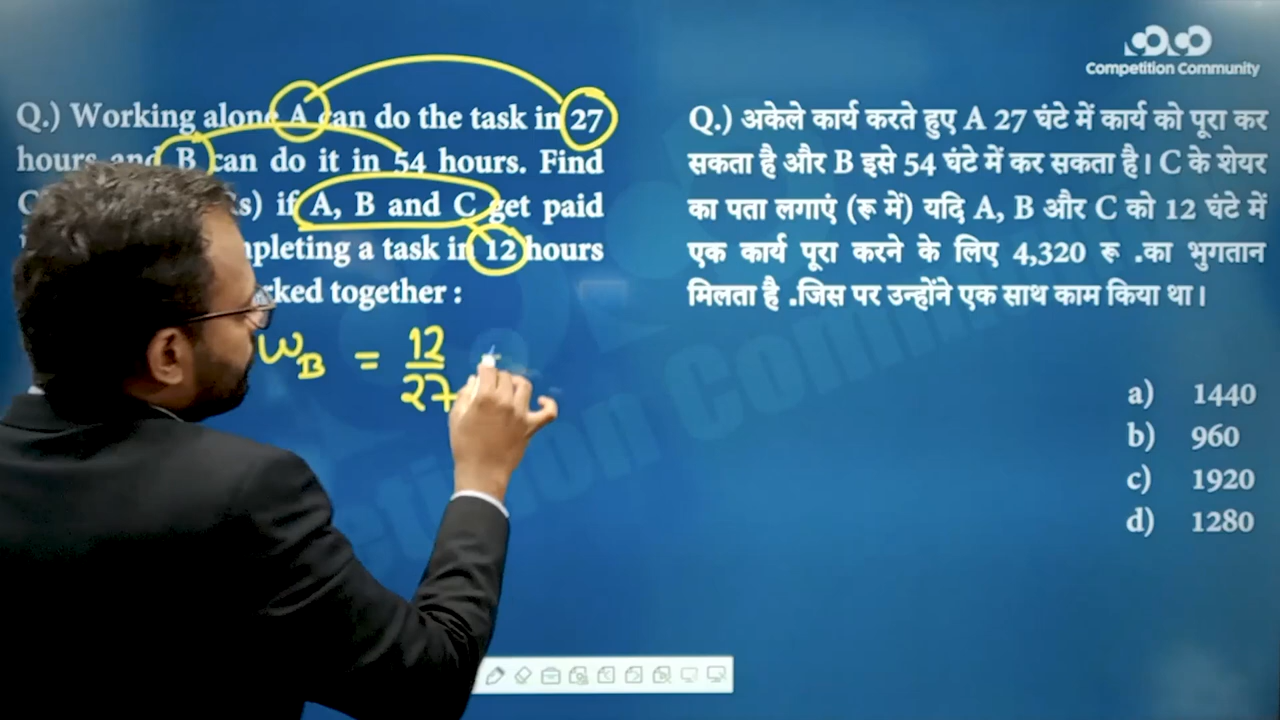 Competition Community
Q.) Working alone A can do the task in 27
hours and B can do it in 54 hours. Find
if A, B and C get paid
completing a task in 12 hours
together :
W_B = 12/27
Q.) अकेले कार्य करते हुए A 27 घंटे में कार्य को पूरा कर
सकता है और B इसे 54 घंटे में कर सकता है। C के शेयर
का पता लगाएं (रू में) यदि A, B और C को 12 घंटे में
एक कार्य पूरा करने के लिए 4,320 रू .का भुगतान
मिलता है .जिस पर उन्होंने एक साथ काम किया था।
a) 1440
b) 960
c) 1920
d) 1280